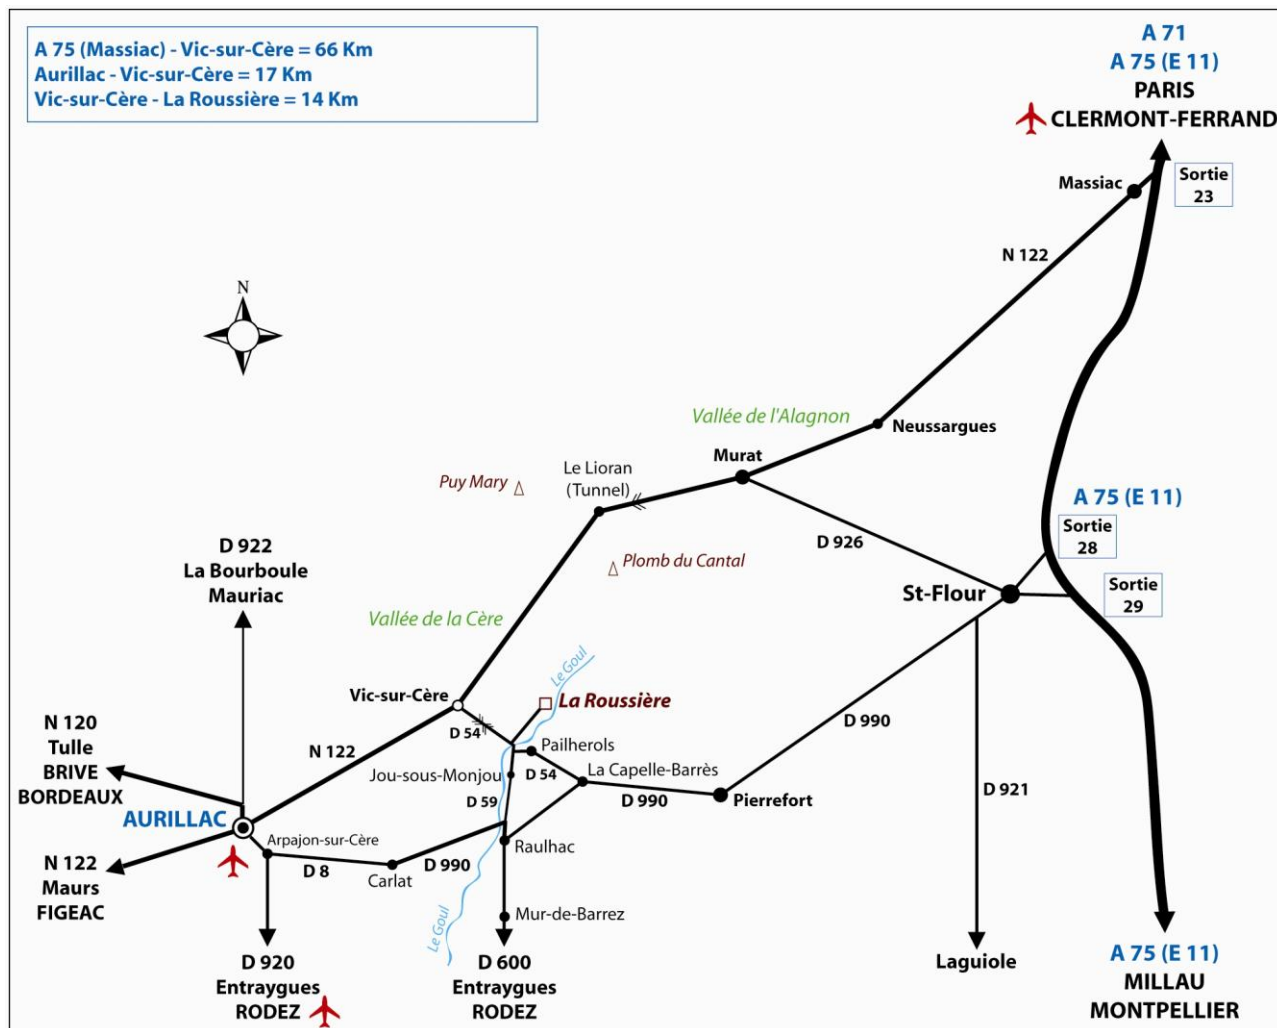 A 75 (Massiac) - Vic-sur-Cère = 66 Km
Aurillac - Vic-sur-Cère = 17 Km
Vic-sur-Cère - La Roussière = 14 Km
A 71
A 75 (E 11)
PARIS
CLERMONT-FERRAND
Massiac
Sortie
23
N 122
N
Vallée de l'Alagnon
Neussargues
Murat
Le Lioran
(Tunnel)
Puy Mary
A 75 (E 11)
Sortie
28
D 926
Plomb du Cantal
D 922
La Bourboule
Mauriac
St-Flour
Sortie
29
Vallée de la Cère
Le Goul
Vic-sur-Cère
La Roussière
D 54
N 120
Tulle
BRIVE
BORDEAUX
N 122
Pailherols
D 990
Jou-sous-Monjou
D 54
La Capelle-Barrès
D 59
D 990
Pierrefort
D 921
AURILLAC
Arpajon-sur-Cère
Raulhac
N 122
Maurs
FIGEAC
D 8
D 990
Carlat
Mur-de-Barrez
Le Goul
D 920
Entraygues
RODEZ
D 600
Entraygues
RODEZ
Laguiole
A 75 (E 11)
MILLAU
MONTPELLIER